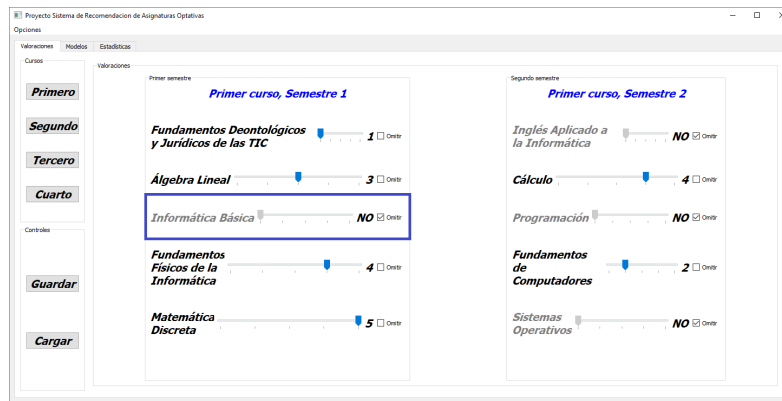 Proyecto Sistema de Recomendacion de Asignaturas Optativas
Opciones
Valoraciones Modelos Estadísticas
Cursos
Primero
Segundo
Tercero
Cuarto
Controles
Guardar
Cargar
Valoraciones
Primer semestre
Primer curso, Semestre 1
Fundamentos Deontológicos
y Jurídicos de las TIC
1 Omitir
Álgebra Lineal 3 Omitir
Informática Básica NO Omitir
Fundamentos
Físicos de la
Informática
4 Omitir
Matemática
Discreta
5 Omitir
Segundo semestre
Primer curso, Semestre 2
Inglés Aplicado a
la Informática
NO Omitir
Cálculo 4 Omitir
Programación NO Omitir
Fundamentos
de
Computadores
2 Omitir
Sistemas
Operativos
NO Omitir